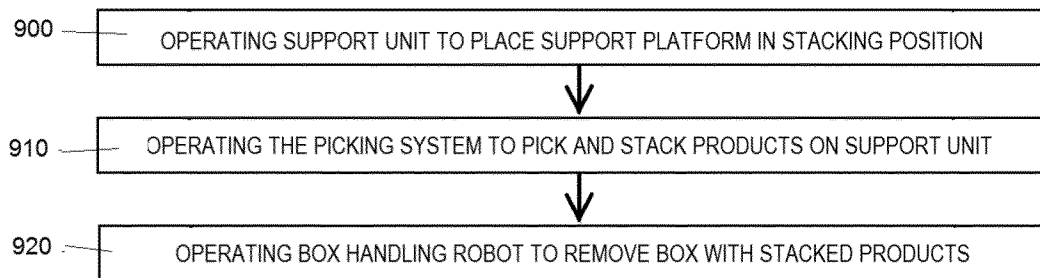 900 OPERATING SUPPORT UNIT TO PLACE SUPPORT PLATFORM IN STACKING POSITION
910 OPERATING THE PICKING SYSTEM TO PICK AND STACK PRODUCTS ON SUPPORT UNIT
920 OPERATING BOX HANDLING ROBOT TO REMOVE BOX WITH STACKED PRODUCTS